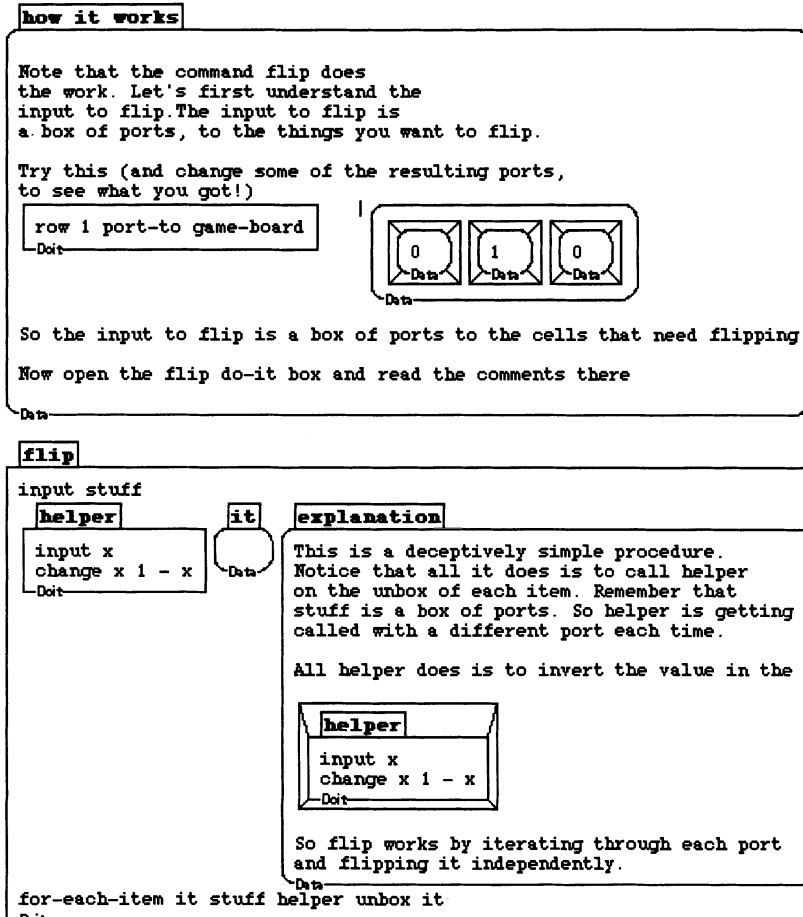 how it works
Note that the command flip does
the work. Let's first understand the
input to flip.The input to flip is
a box of ports, to the things you want to flip.
Try this (and change some of the resulting ports,
to see what you got!)
row 1 port-to game-board
Doit
0
Data
1
Data
0
Data
Data
So the input to flip is a box of ports to the cells that need flipping
Now open the flip do-it box and read the comments there
Data
flip
input stuff
helper
input x
change x 1 - x
Doit
it
Data
explanation
This is a deceptively simple procedure.
Notice that all it does is to call helper
on the unbox of each item. Remember that
stuff is a box of ports. So helper is getting
called with a different port each time.
All helper does is to invert the value in the
helper
input x
change x 1 - x
Doit
So flip works by iterating through each port
and flipping it independently.
Data
for-each-item it stuff helper unbox it